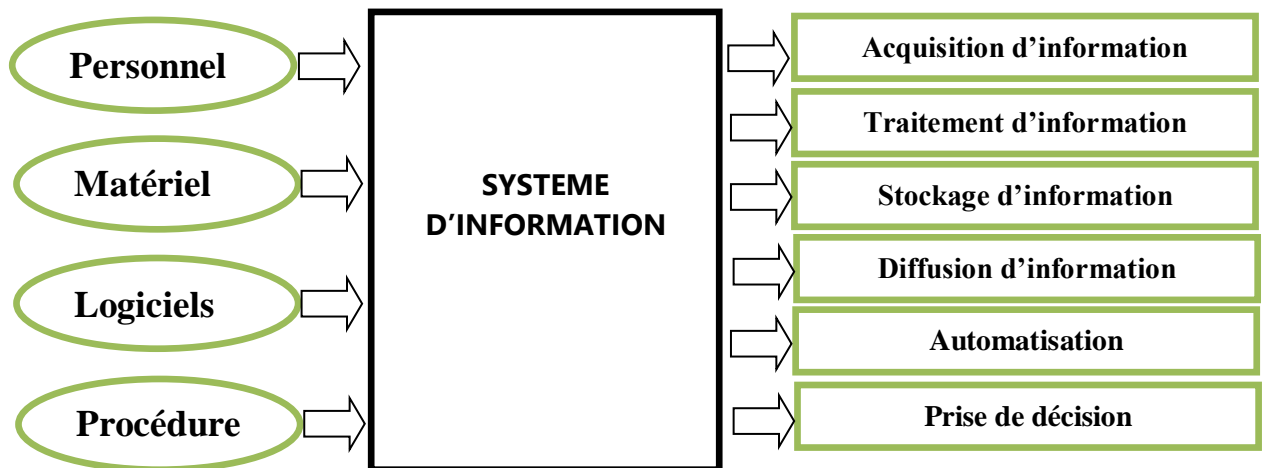 Personnel
Matériel
Logiciels
Procédure
SYSTEME
D’INFORMATION
Acquisition d’information
Traitement d’information
Stockage d’information
Diffusion d’information
Automatisation
Prise de décision